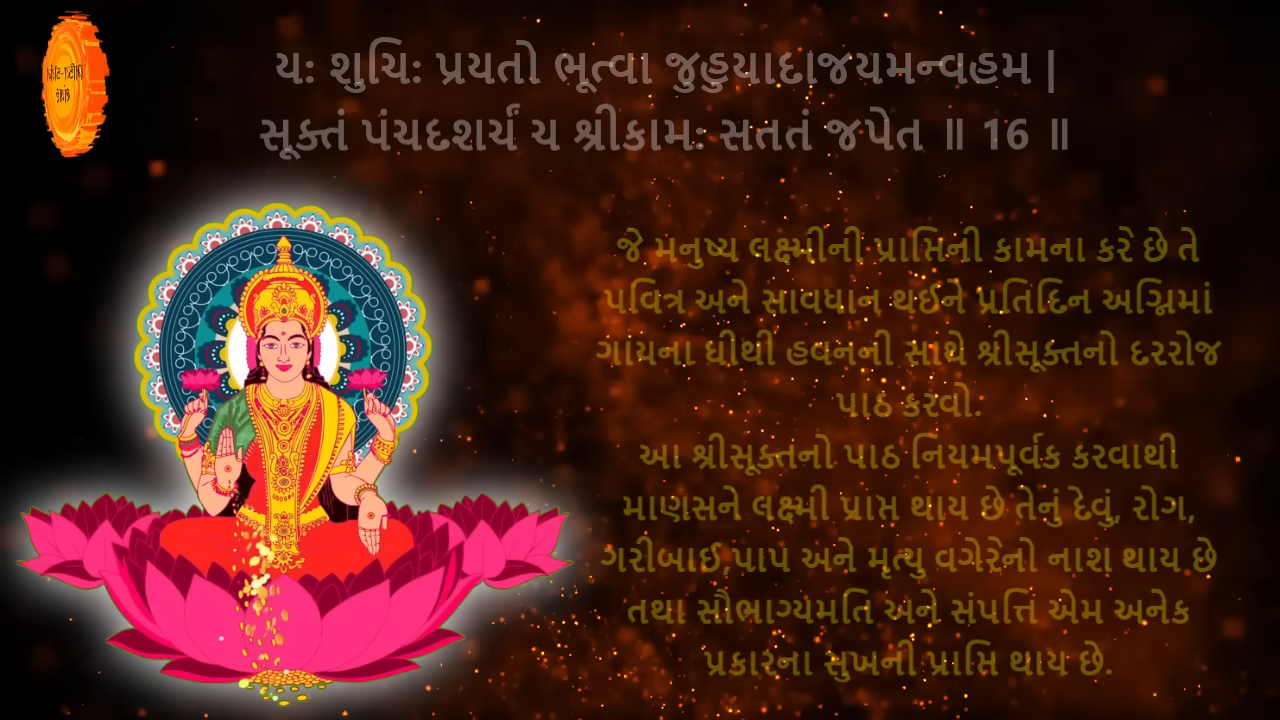 યઃ શુચિઃ પ્રયતો ભૂત્વા જુહુયાદાજયમન્વહમ |
સૂક્તં પંચદશર્ચં ચ શ્રીકામઃ સતતં જપેત ॥ 16 ॥
જે મનુષ્ય લક્ષ્મીની પ્રાપ્તિની કામના કરે છે તે
પવિત્ર અને સાવધાન થઈને પ્રતિદિન અગ્નિમાં
ગાયના ઘીથી હવનની સાથે શ્રીસૂક્તનો દરરોજ
પાઠ કરવો.
આ શ્રીસૂક્તનો પાઠ નિયમપૂર્વક કરવાથી
માણસને લક્ષ્મી પ્રાપ્ત થાય છે તેનું દેવું, રોગ,
ગરીબાઈ,પાપ અને મૃત્યુ વગેરેનો નાશ થાય છે
તથા સૌભાગ્યમતિ અને સંપત્તિ એમ અનેક
પ્રકારના સુખની પ્રાપ્તિ થાય છે.